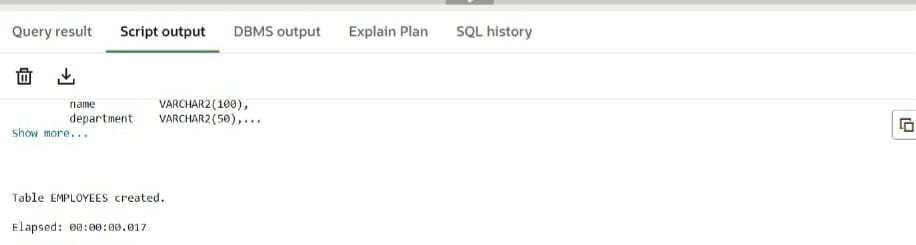 Query result Script output DBMS output Explain Plan SQL history
name VARCHAR2(100),
department VARCHAR2(50),...
Show more...
Table EMPLOYEES created.
Elapsed: 00:00:00.017